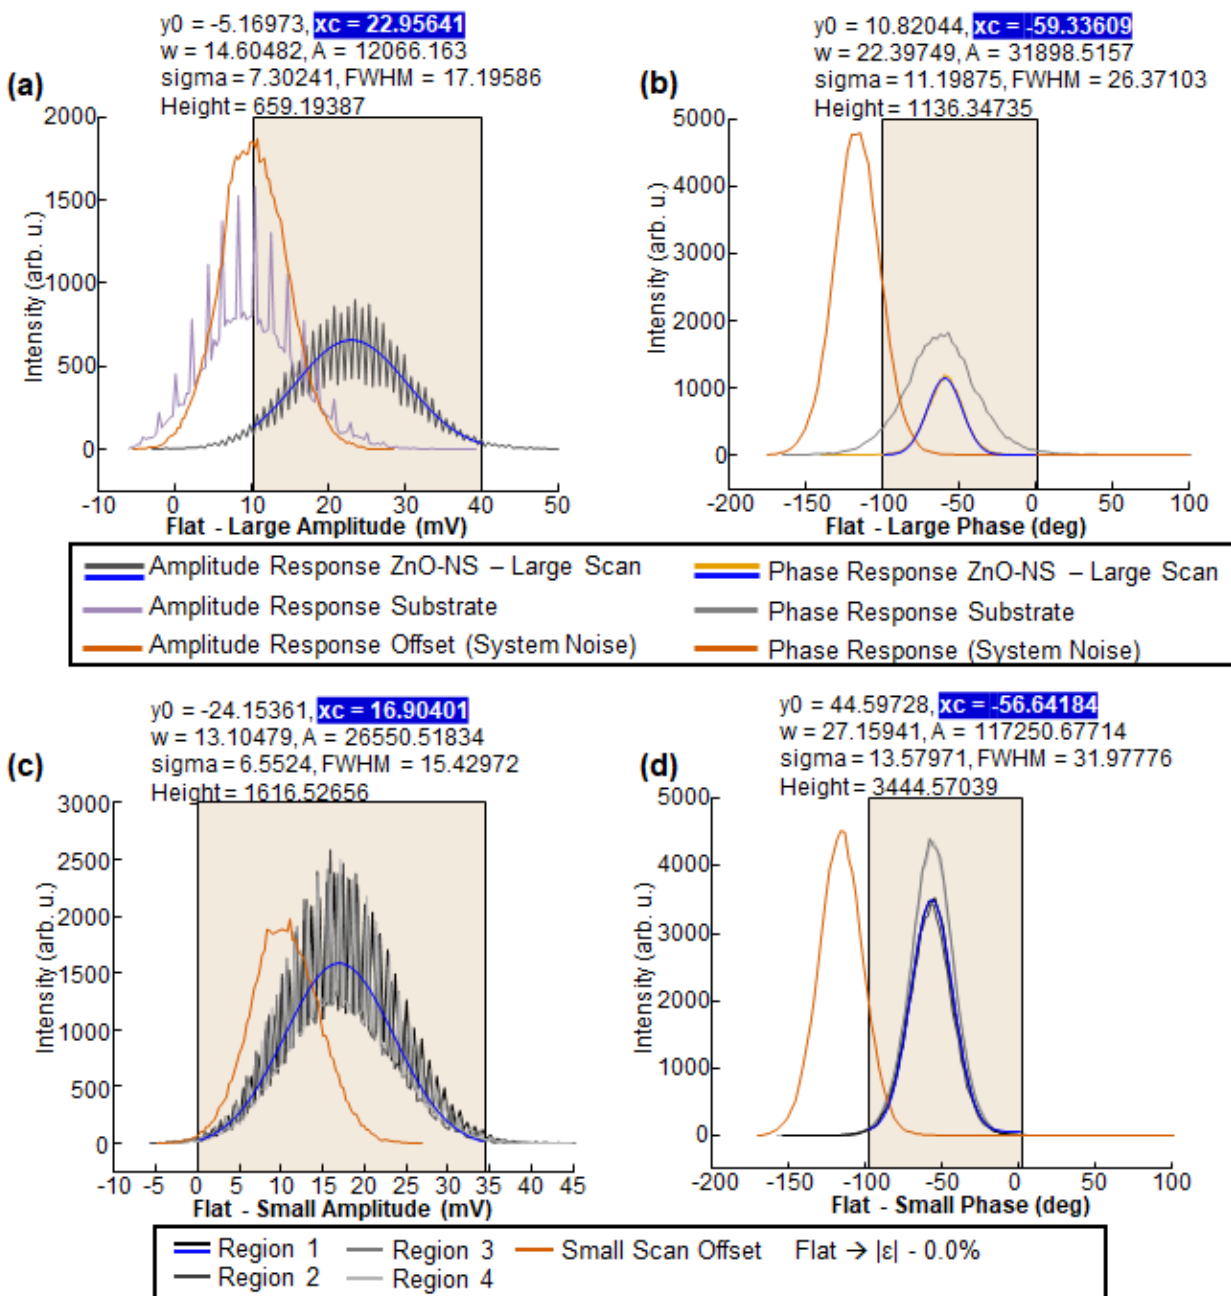 y0 = -5.16973, xc = 22.95641
w = 14.60482, A = 12066.163
sigma = 7.30241, FWHM = 17.19586
Height = 659.19387
(a)
2000
1500
1000
500
0
Intensity (arb. u.)
-10 0 10 20 30 40 50
Flat - Large Amplitude (mV)
y0 = 10.82044, xc = -59.33609
w = 22.39749, A = 31898.5157
sigma = 11.19875, FWHM = 26.37103
Height = 1136.34735
(b)
5000
4000
3000
2000
1000
0
Intensity (arb. u.)
-200 -150 -100 -50 0 50 100
Flat - Large Phase (deg)
Amplitude Response ZnO-NS – Large Scan
Amplitude Response Substrate
Amplitude Response Offset (System Noise)
Phase Response ZnO-NS – Large Scan
Phase Response Substrate
Phase Response (System Noise)
y0 = -24.15361, xc = 16.90401
w = 13.10479, A = 26550.51834
sigma = 6.5524, FWHM = 15.42972
Height = 1616.52656
(c)
3000
2500
2000
1500
1000
500
0
Intensity (arb. u.)
-10 -5 0 5 10 15 20 25 30 35 40 45
Flat - Small Amplitude (mV)
y0 = 44.59728, xc = -56.64184
w = 27.15941, A = 117250.67714
sigma = 13.57971, FWHM = 31.97776
Height = 3444.57039
(d)
5000
4000
3000
2000
1000
0
Intensity (arb. u.)
-200 -150 -100 -50 0 50 100
Flat - Small Phase (deg)
Region 1 Region 3 Small Scan Offset Flat → |ε| - 0.0%
Region 2 Region 4